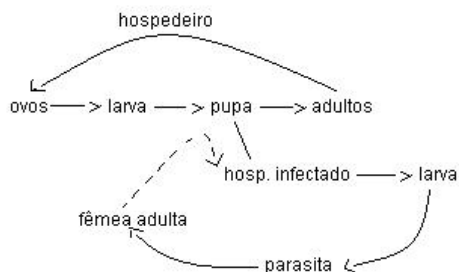 hospedeiro
ovos > larva > pupa > adultos
hosp. infectado > larva
fêmea adulta
parasita